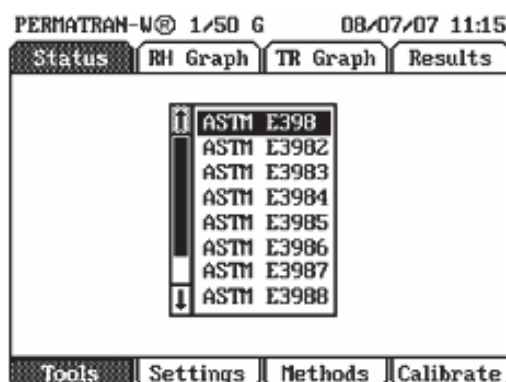 PERMATRAN-W® 1/50 G 08/07/07 11:15
Status RH Graph TR Graph Results
ASTM E398
ASTM E3982
ASTM E3983
ASTM E3984
ASTM E3985
ASTM E3986
ASTM E3987
ASTM E3988
Tools Settings Methods Calibrate